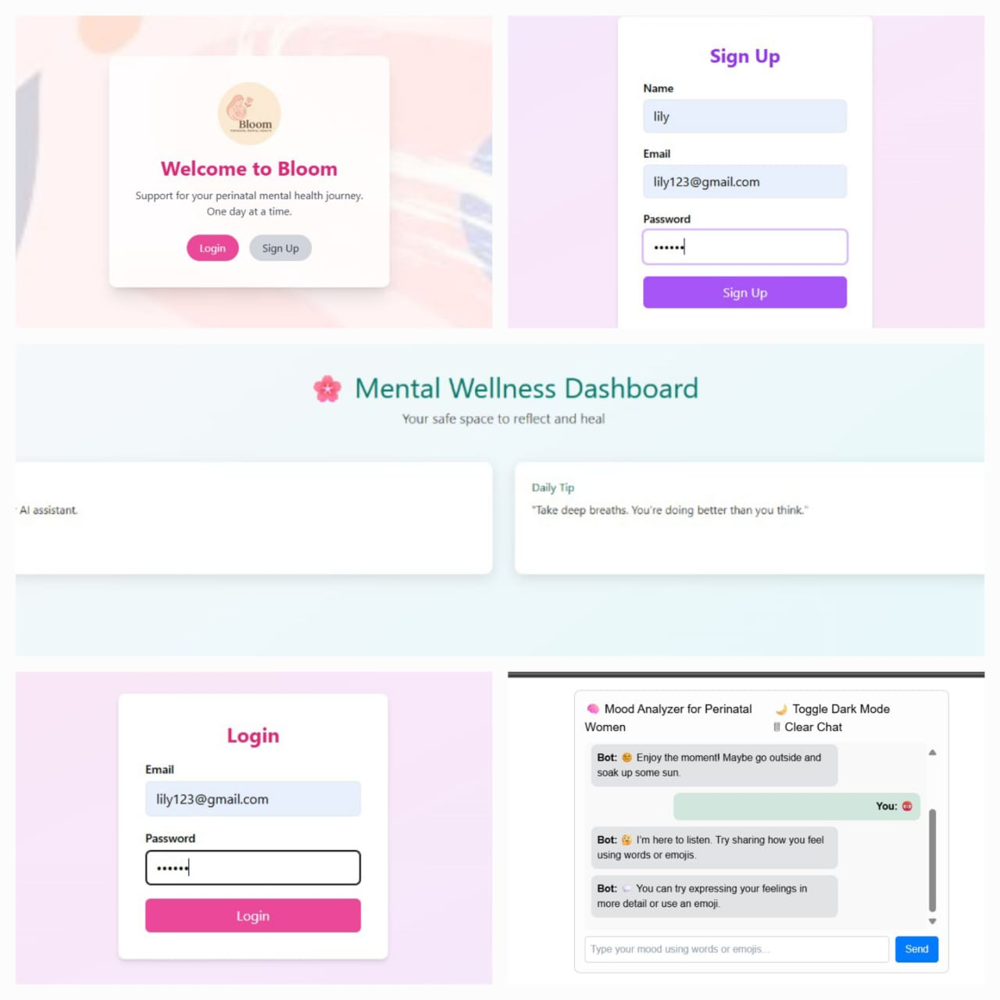 Bloom
PERINATAL MENTAL HEALTH
Welcome to Bloom
Support for your perinatal mental health journey.
One day at a time.
Login
Sign Up
Sign Up
Name
lily
Email
lily123@gmail.com
Password
••••••
Sign Up
🌸 Mental Wellness Dashboard
Your safe space to reflect and heal
AI assistant.
Daily Tip
"Take deep breaths. You're doing better than you think."
Login
Email
lily123@gmail.com
Password
••••••
Login
🧠 Mood Analyzer for Perinatal
Women
🌙 Toggle Dark Mode
Clear Chat
Bot: Enjoy the moment! Maybe go outside and
soak up some sun.
You:
Bot: I'm here to listen. Try sharing how you feel
using words or emojis.
Bot: You can try expressing your feelings in
more detail or use an emoji.
Type your mood using words or emojis...
Send